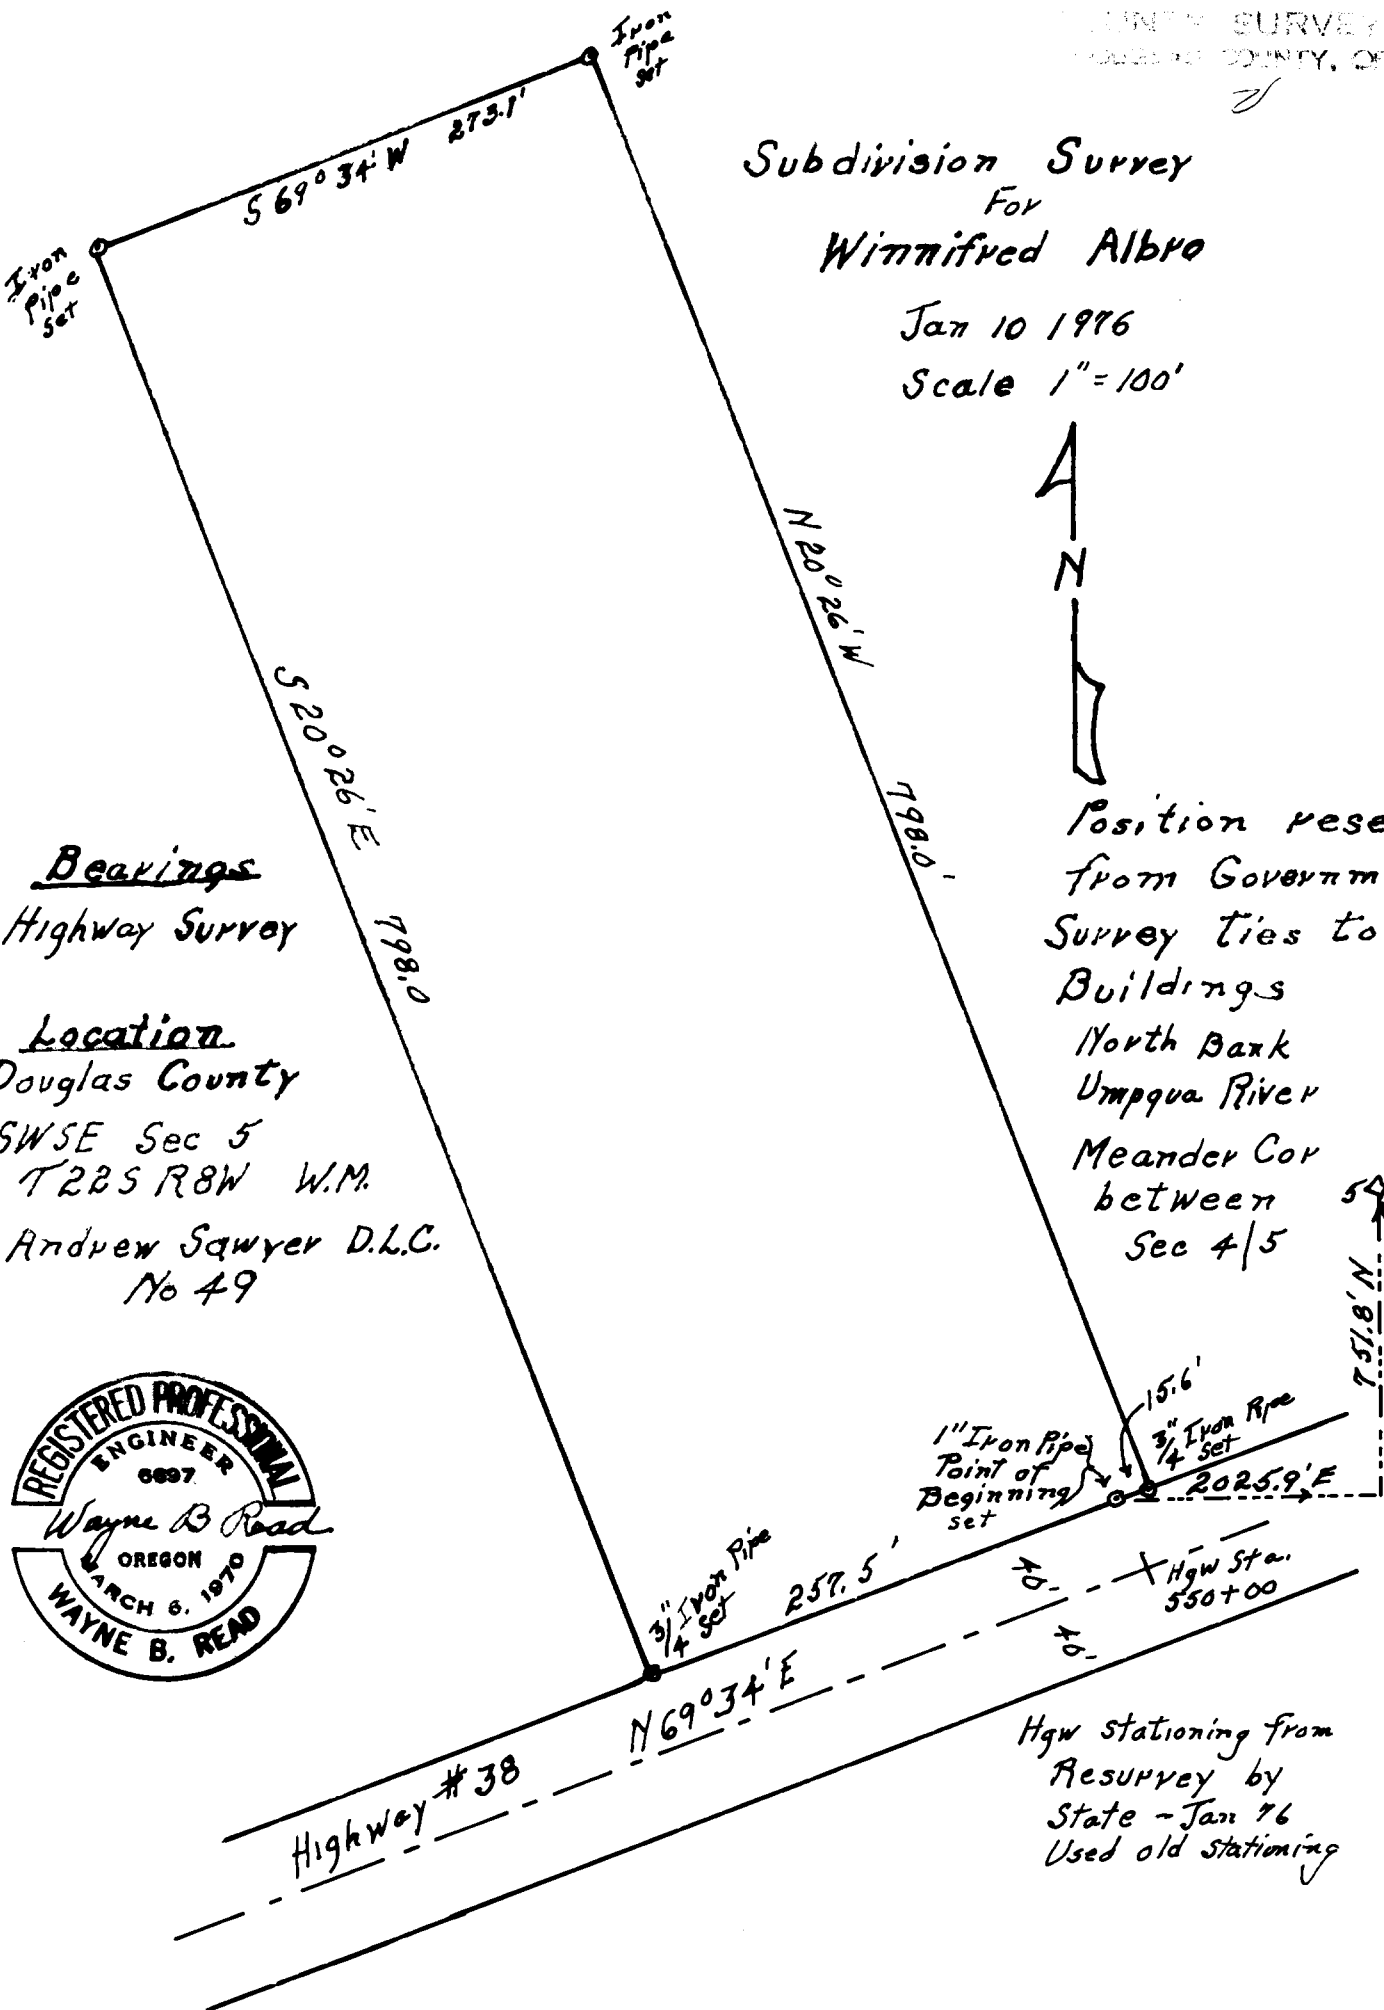 SURVEY
COUNTY, OR
Iron
Pipe
set
273.1'
S 69° 34' W
Iron
Pipe
set
Subdivision Survey
For
Winnifred Albro
Jan 10 1976
Scale 1" = 100'
N
N 20° 26' W
798.0'
S 20° 26' E
798.0
Bearings
Highway Survey
Location
Douglas County
SWSE Sec 5
T22S R8W W.M.
Andrew Sawyer D.L.C.
No 49
Position rese
from Governm
Survey Ties to
Buildings
North Bank
Umpqua River
Meander Cor
between
Sec 4/5
5
751.8' N
15.6'
3/4" Iron Pipe
set
1" Iron Pipe
Point of
Beginning
set
2025.9' E
REGISTERED PROFESSIONAL
ENGINEER
6697
Wayne B Read
OREGON
MARCH 6, 1970
WAYNE B. READ
3/4" Iron Pipe
set
257.5'
40'
Hgw Sta.
550+00
40'
N 69° 34' E
Highway #38
Hgw stationing from
Resurvey by
State - Jan 76
Used old stationing